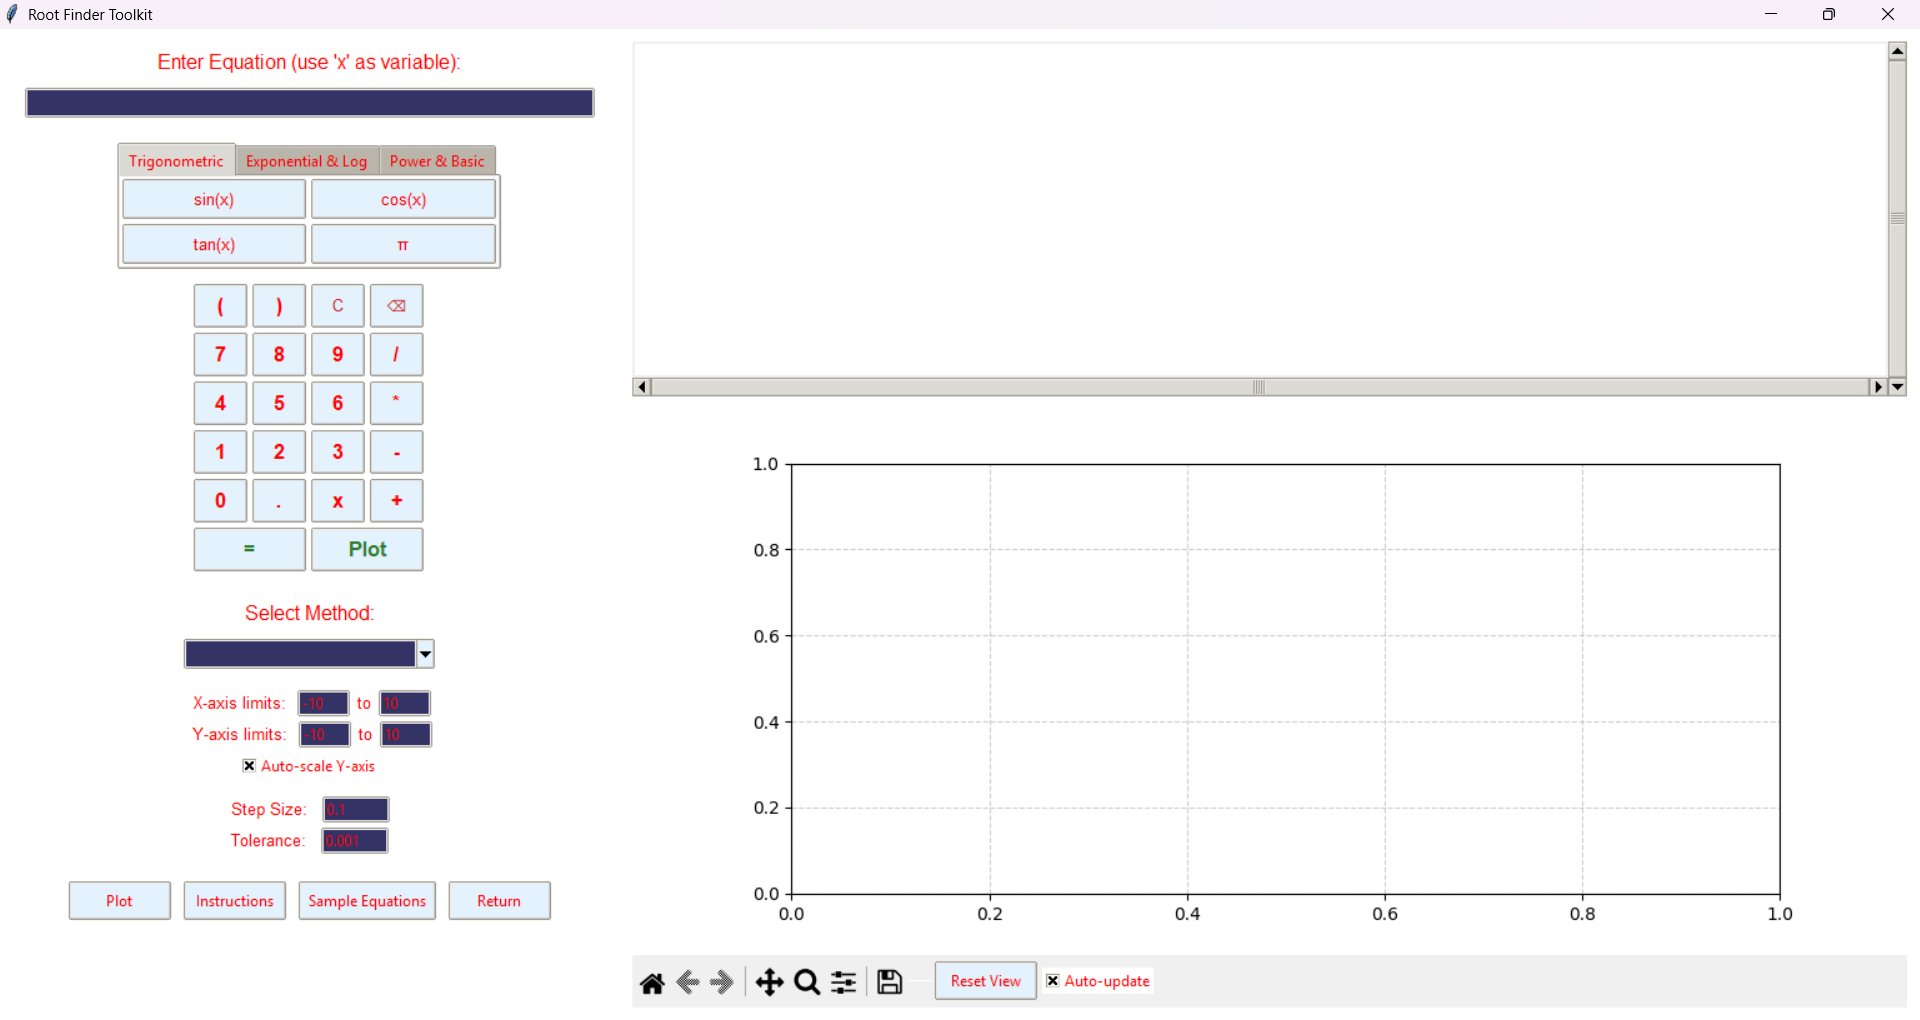 Root Finder Toolkit
Enter Equation (use 'x' as variable):
Trigonometric Exponential & Log Power & Basic
sin(x) cos(x)
tan(x) π
( ) C ⌫
7 8 9 /
4 5 6 *
1 2 3 -
0 . x +
= Plot
Select Method:
X-axis limits: -10 to 10
Y-axis limits: -10 to 10
Auto-scale Y-axis
Step Size: 0.1
Tolerance: 0.001
Plot Instructions Sample Equations Return
1.0
0.8
0.6
0.4
0.2
0.0
0.0 0.2 0.4 0.6 0.8 1.0
Reset View Auto-update